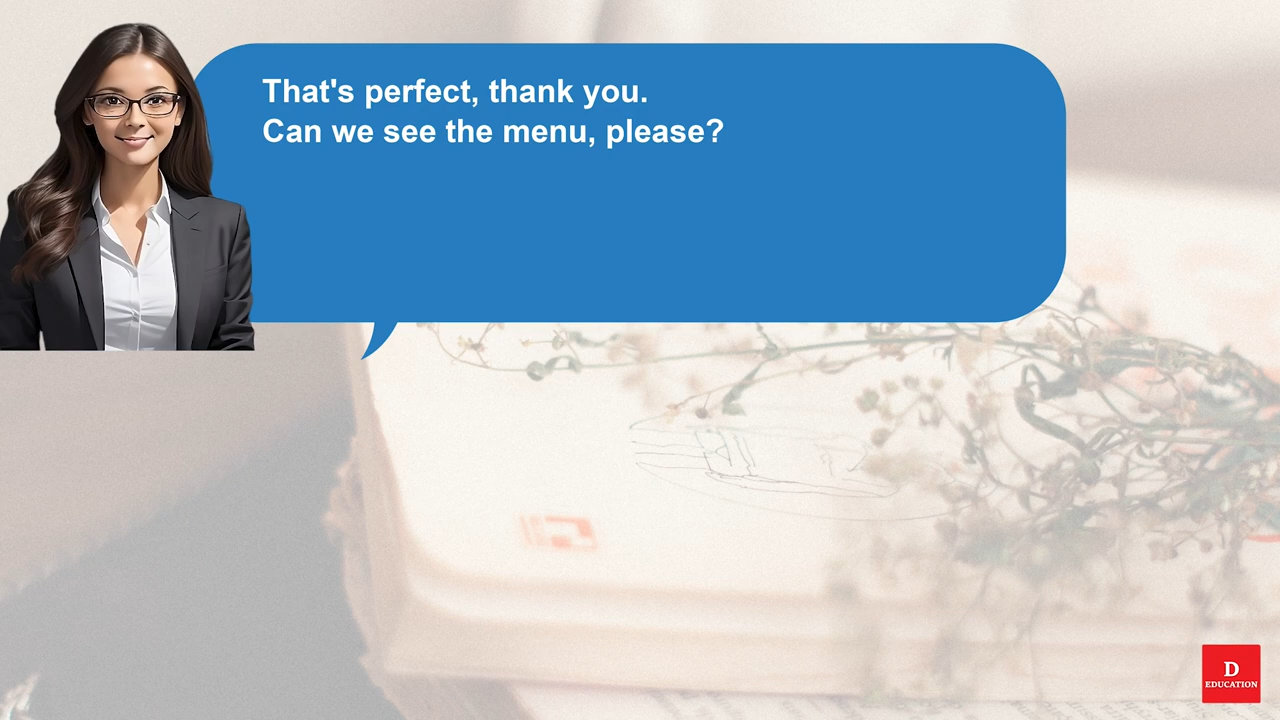 That's perfect, thank you.
Can we see the menu, please?
D
EDUCATION